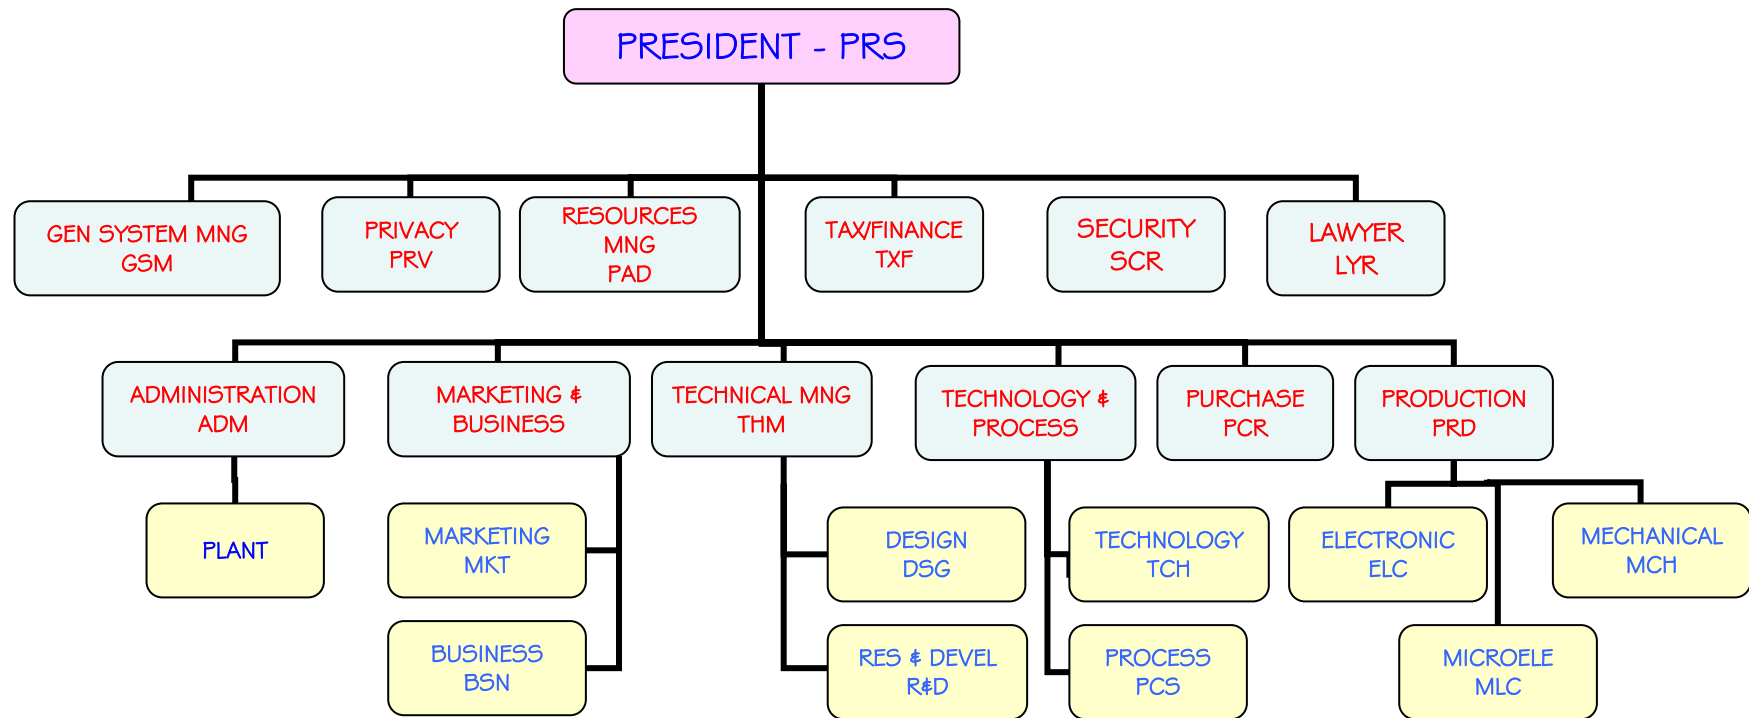 PRESIDENT - PRS
GEN SYSTEM MNG
GSM
PRIVACY
PRV
RESOURCES
MNG
PAD
TAX/FINANCE
TXF
SECURITY
SCR
LAWYER
LYR
ADMINISTRATION
ADM
MARKETING &
BUSINESS
TECHNICAL MNG
THM
TECHNOLOGY &
PROCESS
PURCHASE
PCR
PRODUCTION
PRD
PLANT
MARKETING
MKT
DESIGN
DSG
TECHNOLOGY
TCH
ELECTRONIC
ELC
MECHANICAL
MCH
BUSINESS
BSN
RES & DEVEL
R&D
PROCESS
PCS
MICROELE
MLC